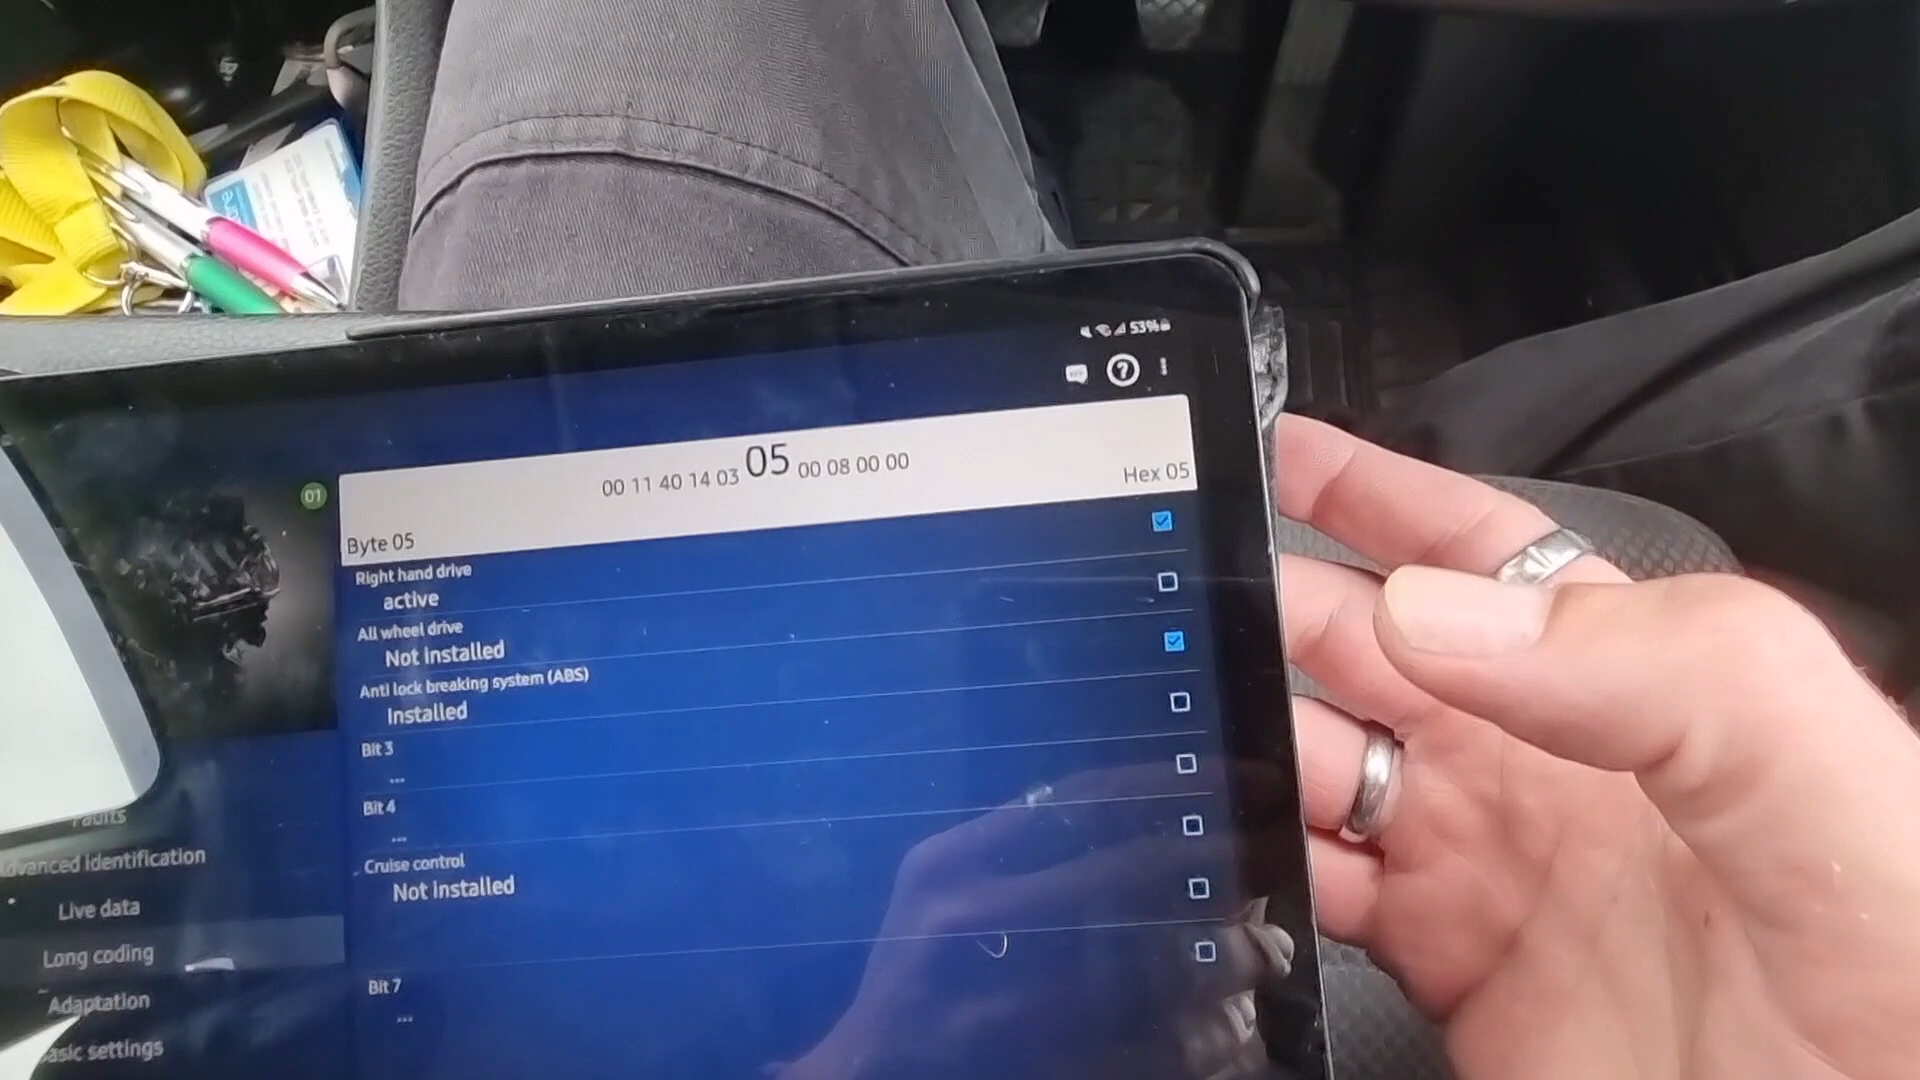 53%
?
01
00 11 40 14 03 05 00 08 00 00
Hex 05
Byte 05
Right hand drive
active
All wheel drive
Not installed
Anti lock breaking system (ABS)
Installed
Bit 3
...
Bit 4
...
Cruise control
Not installed
Bit 7
...
Faults
Advanced identification
Live data
Long coding
Adaptation
Basic settings